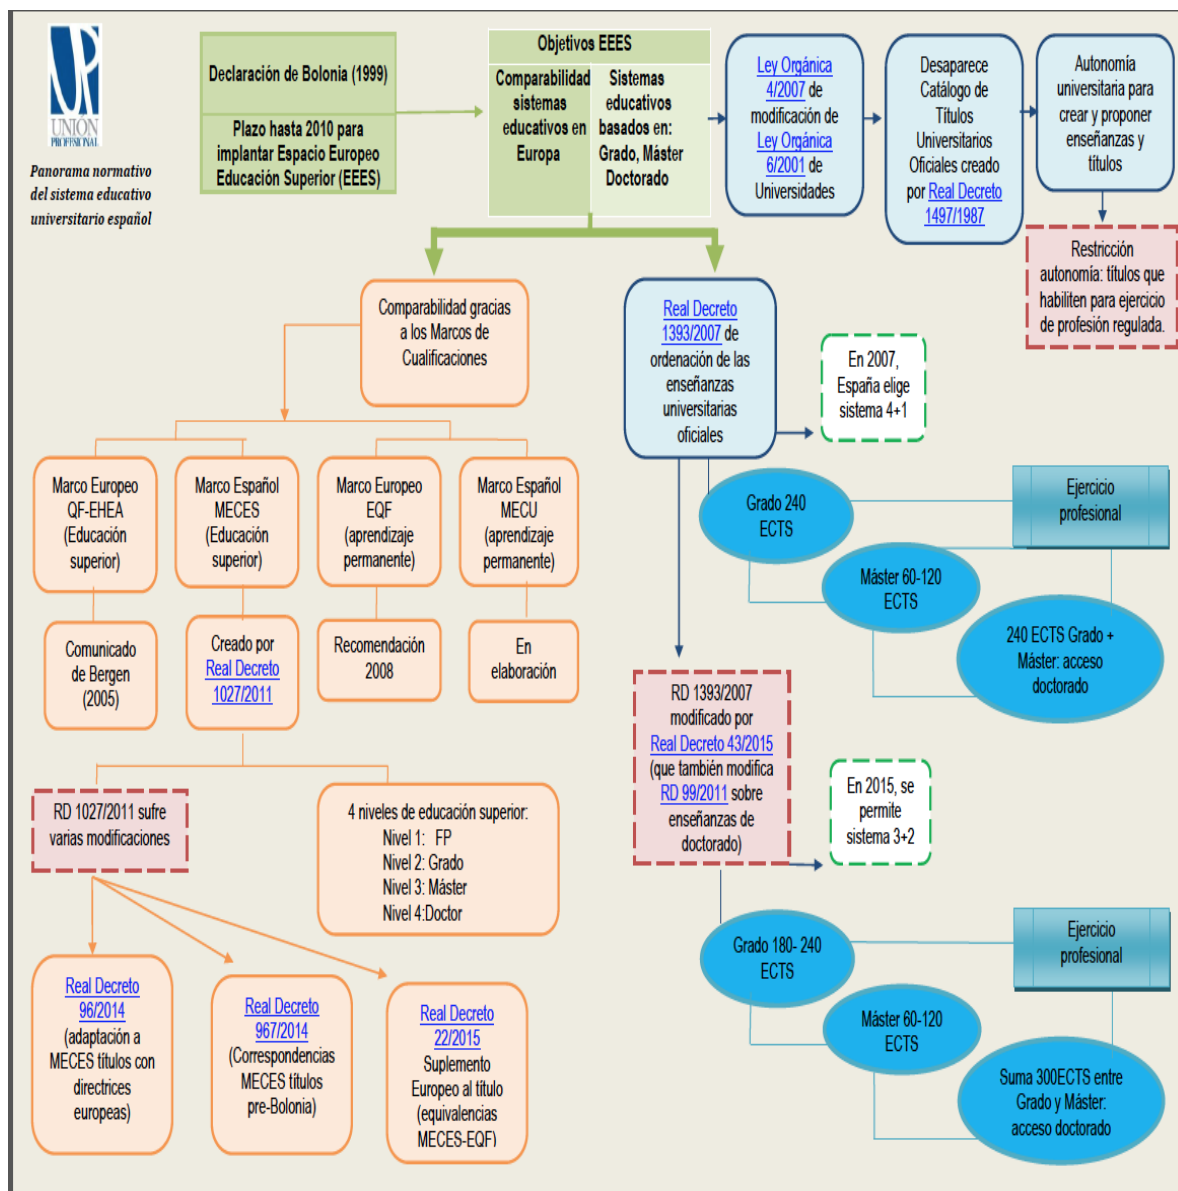 UP
UNIÓN
PROFESIONAL
Panorama normativo
del sistema educativo
universitario español
Declaración de Bolonia (1999)
Plazo hasta 2010 para
implantar Espacio Europeo
Educación Superior (EEES)
Objetivos EEES
Comparabilidad
sistemas
educativos en
Europa
Sistemas
educativos
basados en:
Grado, Máster
Doctorado
Ley Orgánica
4/2007 de
modificación de
Ley Orgánica
6/2001 de
Universidades
Desaparece
Catálogo de
Títulos
Universitarios
Oficiales creado
por Real Decreto
1497/1987
Autonomía
universitaria para
crear y proponer
enseñanzas y
títulos
Restricción
autonomía: títulos que
habiliten para ejercicio
de profesión regulada.
Comparabilidad gracias
a los Marcos de
Cualificaciones
Real Decreto
1393/2007 de
ordenación de las
enseñanzas
universitarias
oficiales
En 2007,
España elige
sistema 4+1
Marco Europeo
QF-EHEA
(Educación
superior)
Marco Español
MECES
(Educación
superior)
Marco Europeo
EQF
(aprendizaje
permanente)
Marco Español
MECU
(aprendizaje
permanente)
Grado 240
ECTS
Ejercicio
profesional
Máster 60-120
ECTS
240 ECTS Grado +
Máster: acceso
doctorado
Comunicado
de Bergen
(2005)
Creado por
Real Decreto
1027/2011
Recomendación
2008
En
elaboración
RD 1393/2007
modificado por
Real Decreto 43/2015
(que también modifica
RD 99/2011 sobre
enseñanzas de
doctorado)
En 2015, se
permite
sistema 3+2
RD 1027/2011 sufre
varias modificaciones
4 niveles de educación superior:
Nivel 1: FP
Nivel 2: Grado
Nivel 3: Máster
Nivel 4:Doctor
Grado 180- 240
ECTS
Ejercicio
profesional
Máster 60-120
ECTS
Suma 300ECTS entre
Grado y Máster:
acceso doctorado
Real Decreto
96/2014
(adaptación a
MECES títulos con
directrices
europeas)
Real Decreto
967/2014
(Correspondencias
MECES títulos
pre-Bolonia)
Real Decreto
22/2015
Suplemento
Europeo al título
(equivalencias
MECES-EQF)